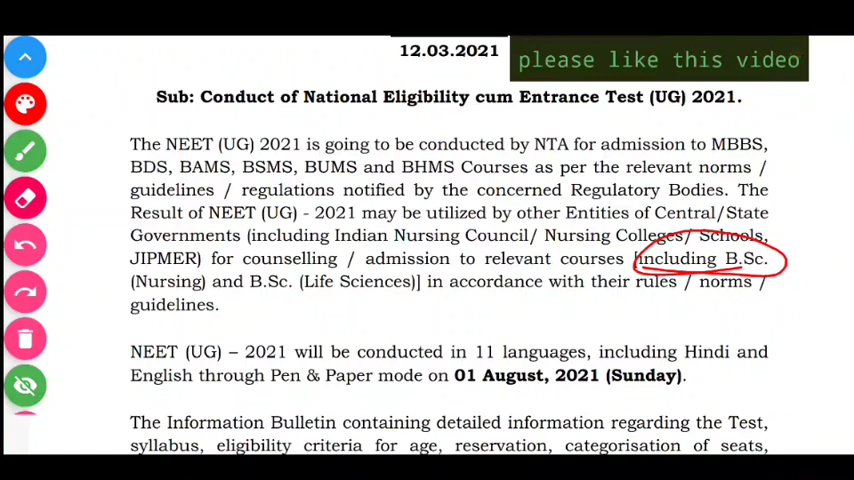 12.03.2021
please like this video
Sub: Conduct of National Eligibility cum Entrance Test (UG) 2021.
The NEET (UG) 2021 is going to be conducted by NTA for admission to MBBS,
BDS, BAMS, BSMS, BUMS and BHMS Courses as per the relevant norms /
guidelines / regulations notified by the concerned Regulatory Bodies. The
Result of NEET (UG) - 2021 may be utilized by other Entities of Central/State
Governments (including Indian Nursing Council/ Nursing Colleges/ Schools,
JIPMER) for counselling / admission to relevant courses [including B.Sc.
(Nursing) and B.Sc. (Life Sciences)] in accordance with their rules / norms /
guidelines.
NEET (UG) – 2021 will be conducted in 11 languages, including Hindi and
English through Pen & Paper mode on 01 August, 2021 (Sunday).
The Information Bulletin containing detailed information regarding the Test,
syllabus, eligibility criteria for age, reservation, categorisation of seats,